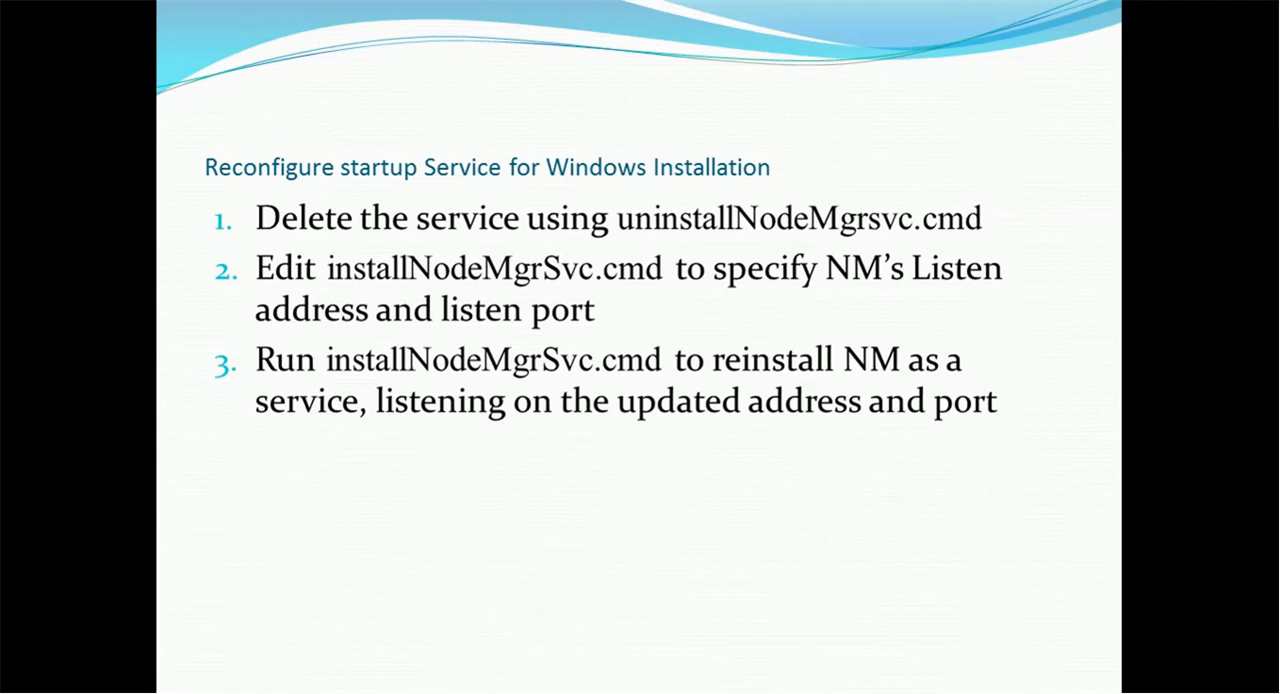 Reconfigure startup Service for Windows Installation
1. Delete the service using uninstallNodeMgrsvc.cmd
2. Edit installNodeMgrSvc.cmd to specify NM’s Listen
address and listen port
3. Run installNodeMgrSvc.cmd to reinstall NM as a
service, listening on the updated address and port